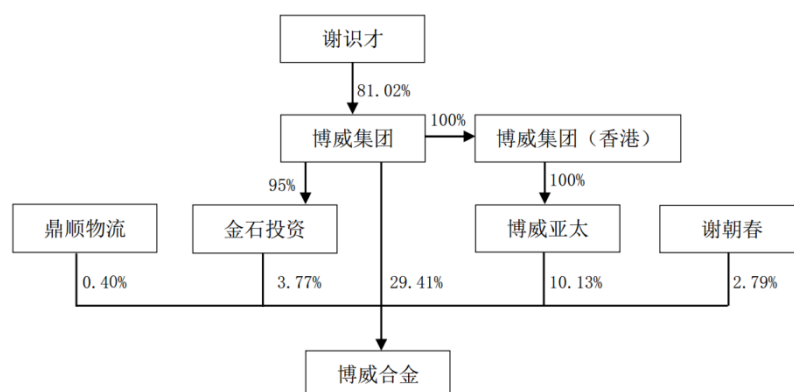 谢识才
81.02%
博威集团
100%
博威集团（香港）
95%
100%
鼎顺物流
金石投资
博威亚太
谢朝春
0.40%
3.77%
29.41%
10.13%
2.79%
博威合金